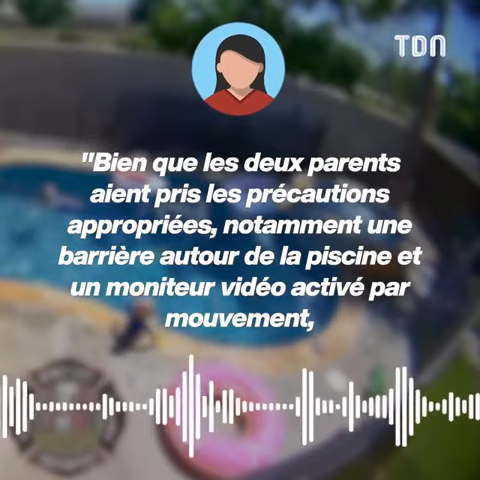 TDN
"Bien que les deux parents
aient pris les précautions
appropriées, notamment une
barrière autour de la piscine et
un moniteur vidéo activé par
mouvement,